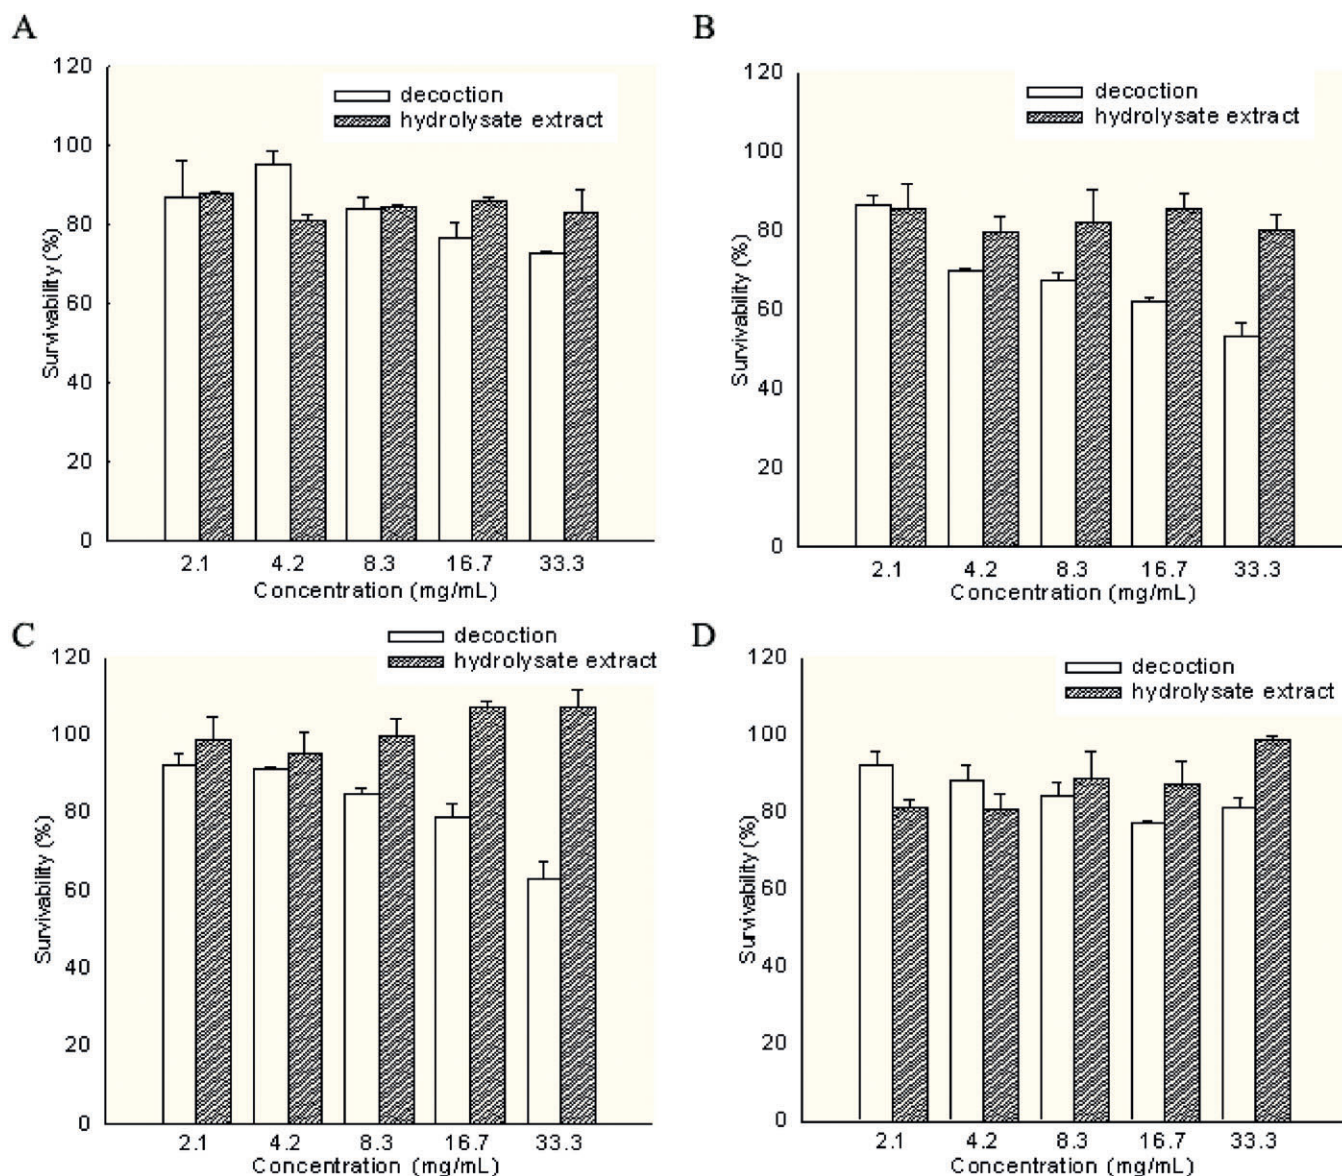 A
120
100
80
60
40
20
0
Survivability (%)
decoction
hydrolysate extract
2.1 4.2 8.3 16.7 33.3
Concentration (mg/mL)
B
120
100
80
60
40
20
0
Survivability (%)
decoction
hydrolysate extract
2.1 4.2 8.3 16.7 33.3
Concentration (mg/mL)
C
120
100
80
60
40
20
0
Survivability (%)
decoction
hydrolysate extract
2.1 4.2 8.3 16.7 33.3
Concentration (mg/mL)
D
120
100
80
60
40
20
0
Survivability (%)
decoction
hydrolysate extract
2.1 4.2 8.3 16.7 33.3
Concentration (mg/mL)